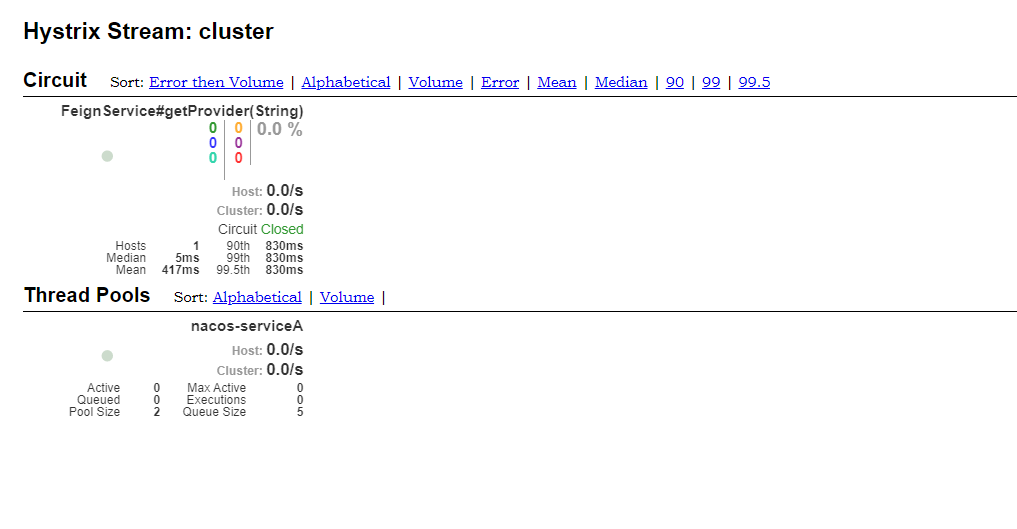 Hystrix Stream: cluster
Circuit Sort: Error then Volume | Alphabetical | Volume | Error | Mean | Median | 90 | 99 | 99.5
FeignService#getProvider(String)
0 0 0.0 %
0 0
0 0
Host: 0.0/s
Cluster: 0.0/s
Circuit Closed
Hosts 1 90th 830ms
Median 5ms 99th 830ms
Mean 417ms 99.5th 830ms
Thread Pools Sort: Alphabetical | Volume |
nacos-serviceA
Host: 0.0/s
Cluster: 0.0/s
Active 0 Max Active 0
Queued 0 Executions 0
Pool Size 2 Queue Size 5